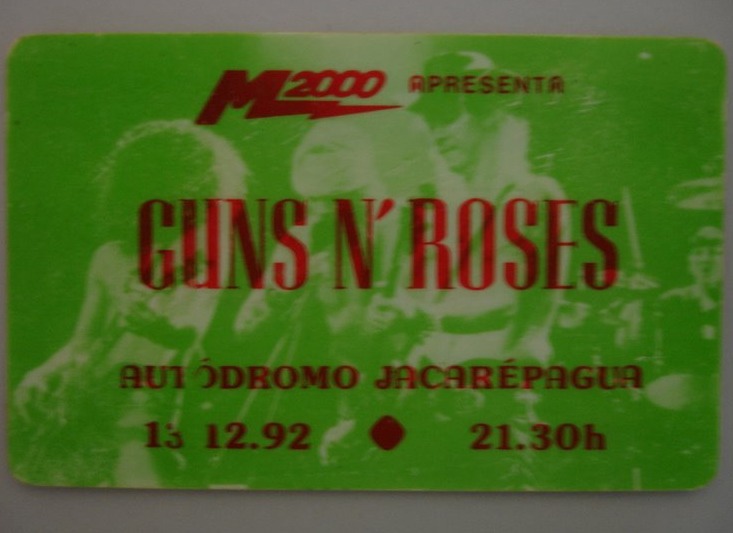 M2000 APRESENTA
GUNS N' ROSES
AUTÓDROMO JACARÉPAGUA
13 12.92 21.30h